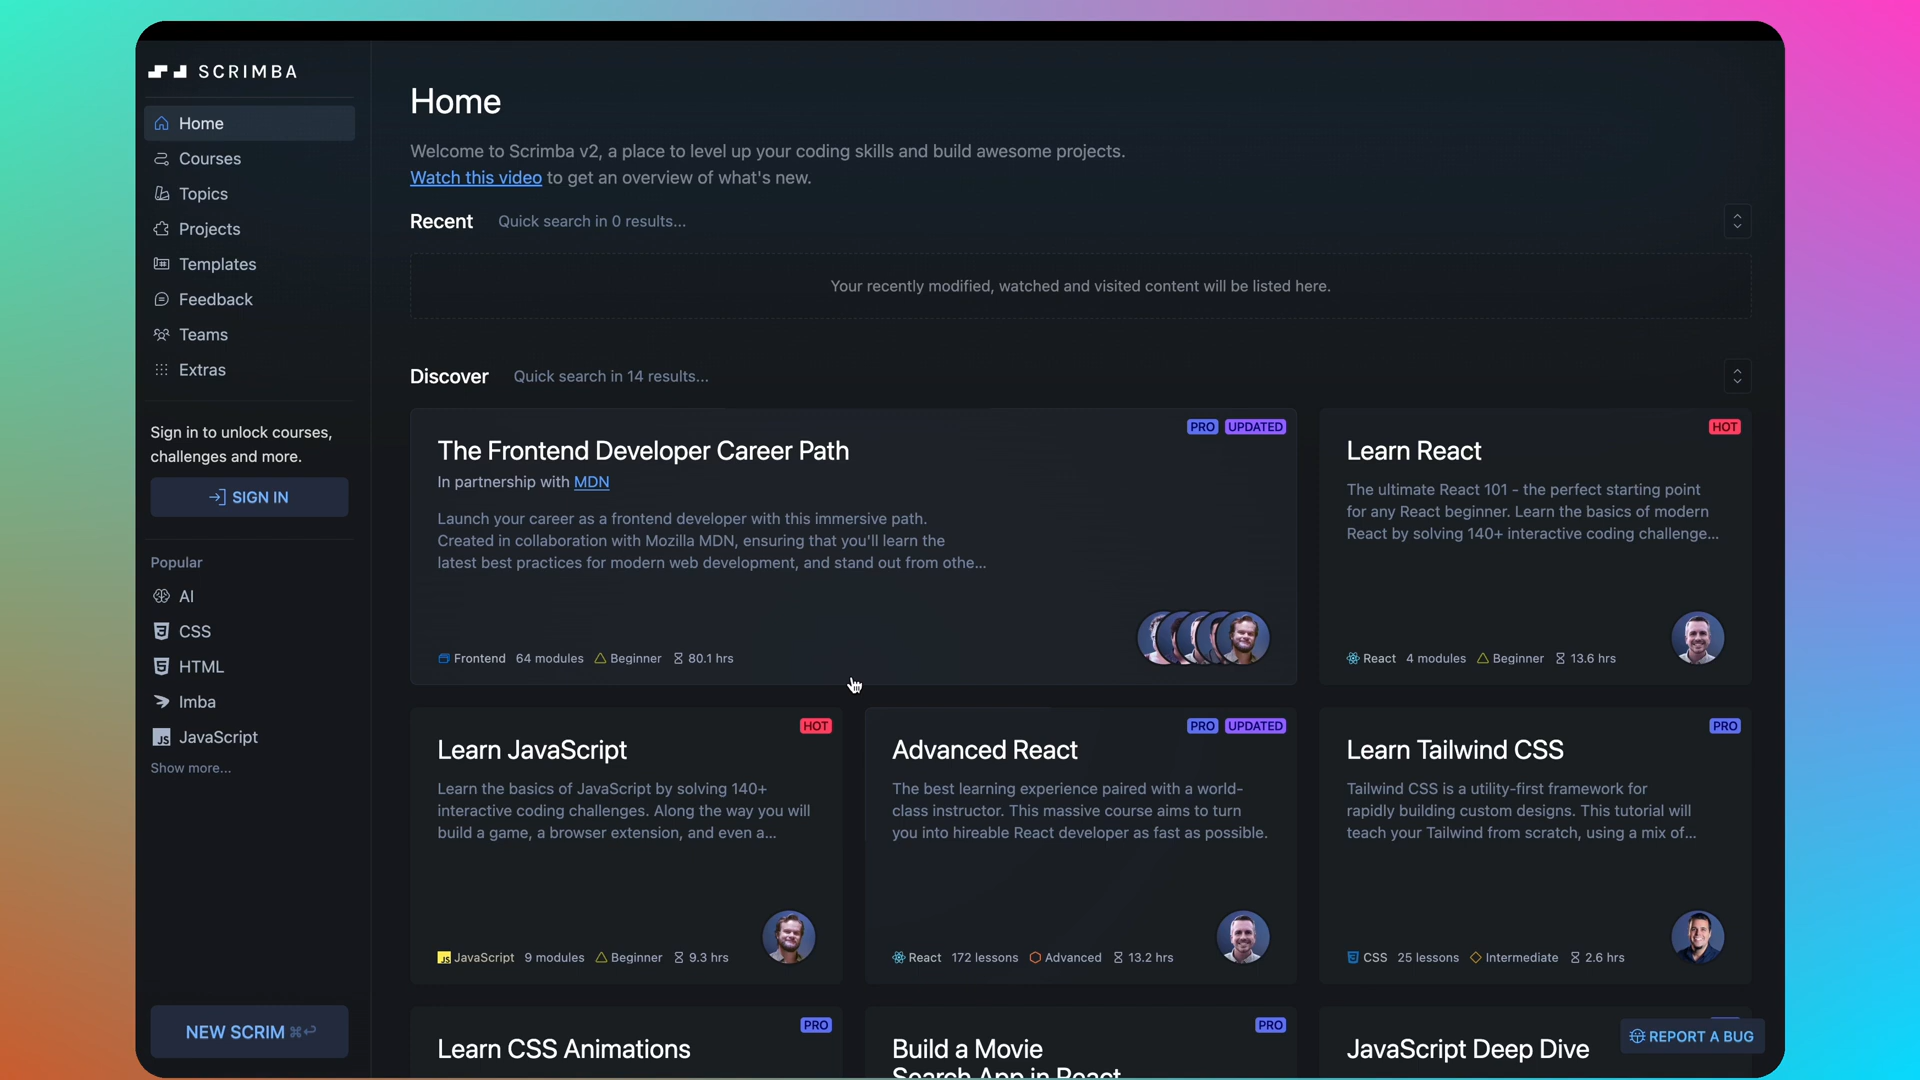 SCRIMBA
Home
Courses
Topics
Projects
Templates
Feedback
Teams
Extras
Sign in to unlock courses,
challenges and more.
SIGN IN
Popular
AI
CSS
HTML
Imba
JavaScript
Show more...
NEW SCRIM ⌘↩
Home
Welcome to Scrimba v2, a place to level up your coding skills and build awesome projects.
Watch this video to get an overview of what's new.
Recent Quick search in 0 results...
Your recently modified, watched and visited content will be listed here.
Discover Quick search in 14 results...
PRO UPDATED
The Frontend Developer Career Path
In partnership with MDN
Launch your career as a frontend developer with this immersive path.
Created in collaboration with Mozilla MDN, ensuring that you'll learn the
latest best practices for modern web development, and stand out from othe...
Frontend 64 modules Beginner 80.1 hrs
HOT
Learn React
The ultimate React 101 - the perfect starting point
for any React beginner. Learn the basics of modern
React by solving 140+ interactive coding challenge...
React 4 modules Beginner 13.6 hrs
HOT
Learn JavaScript
Learn the basics of JavaScript by solving 140+
interactive coding challenges. Along the way you will
build a game, a browser extension, and even a...
JS JavaScript 9 modules Beginner 9.3 hrs
PRO UPDATED
Advanced React
The best learning experience paired with a world-
class instructor. This massive course aims to turn
you into hireable React developer as fast as possible.
React 172 lessons Advanced 13.2 hrs
PRO
Learn Tailwind CSS
Tailwind CSS is a utility-first framework for
rapidly building custom designs. This tutorial will
teach your Tailwind from scratch, using a mix of...
CSS 25 lessons Intermediate 2.6 hrs
PRO
Learn CSS Animations
PRO
Build a Movie
Search App in React
JavaScript Deep Dive
REPORT A BUG